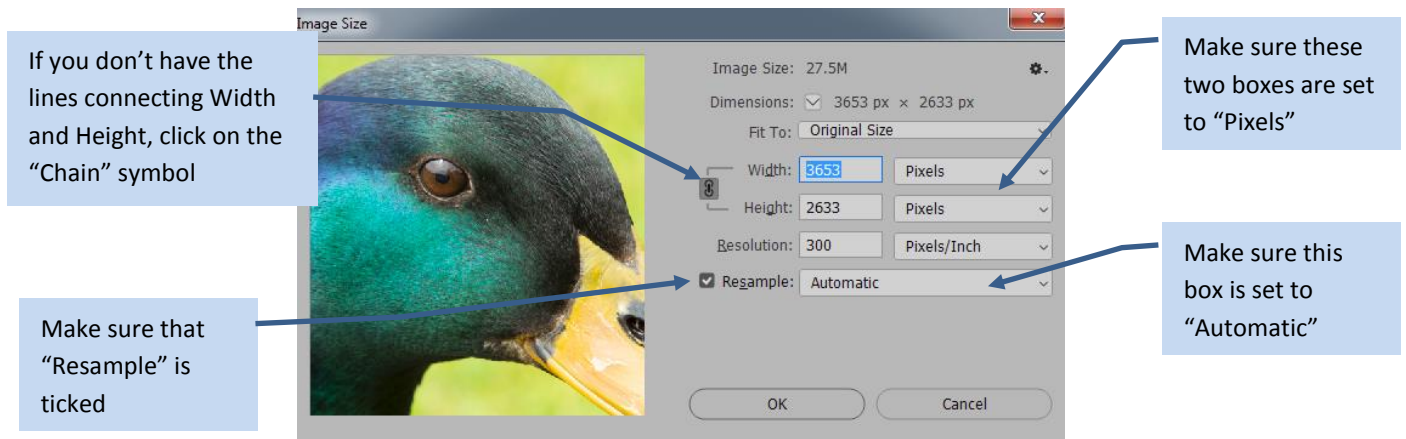 Image Size
If you don’t have the
lines connecting Width
and Height, click on the
“Chain” symbol
Make sure that
“Resample” is
ticked
Image Size: 27.5M
Dimensions: 3653 px × 2633 px
Fit To: Original Size
Width: 3653 Pixels
Height: 2633 Pixels
Resolution: 300 Pixels/Inch
Resample: Automatic
OK Cancel
Make sure these
two boxes are set
to “Pixels”
Make sure this
box is set to
“Automatic”